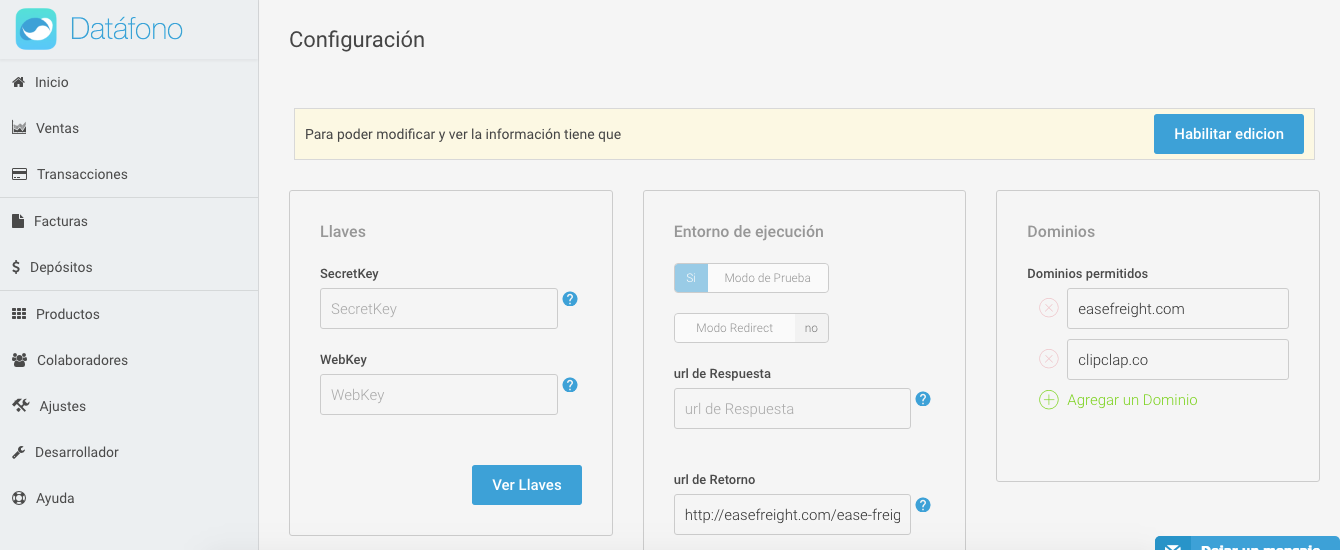 Datáfono
Inicio
Ventas
Transacciones
Facturas
Depósitos
Productos
Colaboradores
Ajustes
Desarrollador
Ayuda
Configuración
Para poder modificar y ver la información tiene que
Habilitar edicion
Llaves
SecretKey
SecretKey
?
WebKey
WebKey
?
Ver Llaves
Entorno de ejecución
Si Modo de Prueba
Modo Redirect no
url de Respuesta
url de Respuesta
?
url de Retorno
http://easefreight.com/ease-freig
?
Dominios
Dominios permitidos
easefreight.com
clipclap.co
Agregar un Dominio